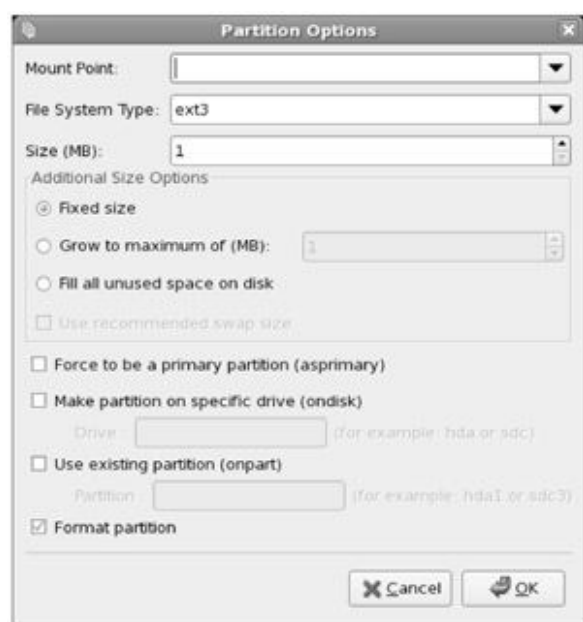 Partition Options
Mount Point:
File System Type: ext3
Size (MB): 1
Additional Size Options
Fixed size
Grow to maximum of (MB): 1
Fill all unused space on disk
Use recommended swap size
Force to be a primary partition (asprimary)
Make partition on specific drive (ondisk)
Drive : (for example: hda or sdc)
Use existing partition (onpart)
Partition : (for example: hda1 or sdc3)
Format partition
Cancel OK